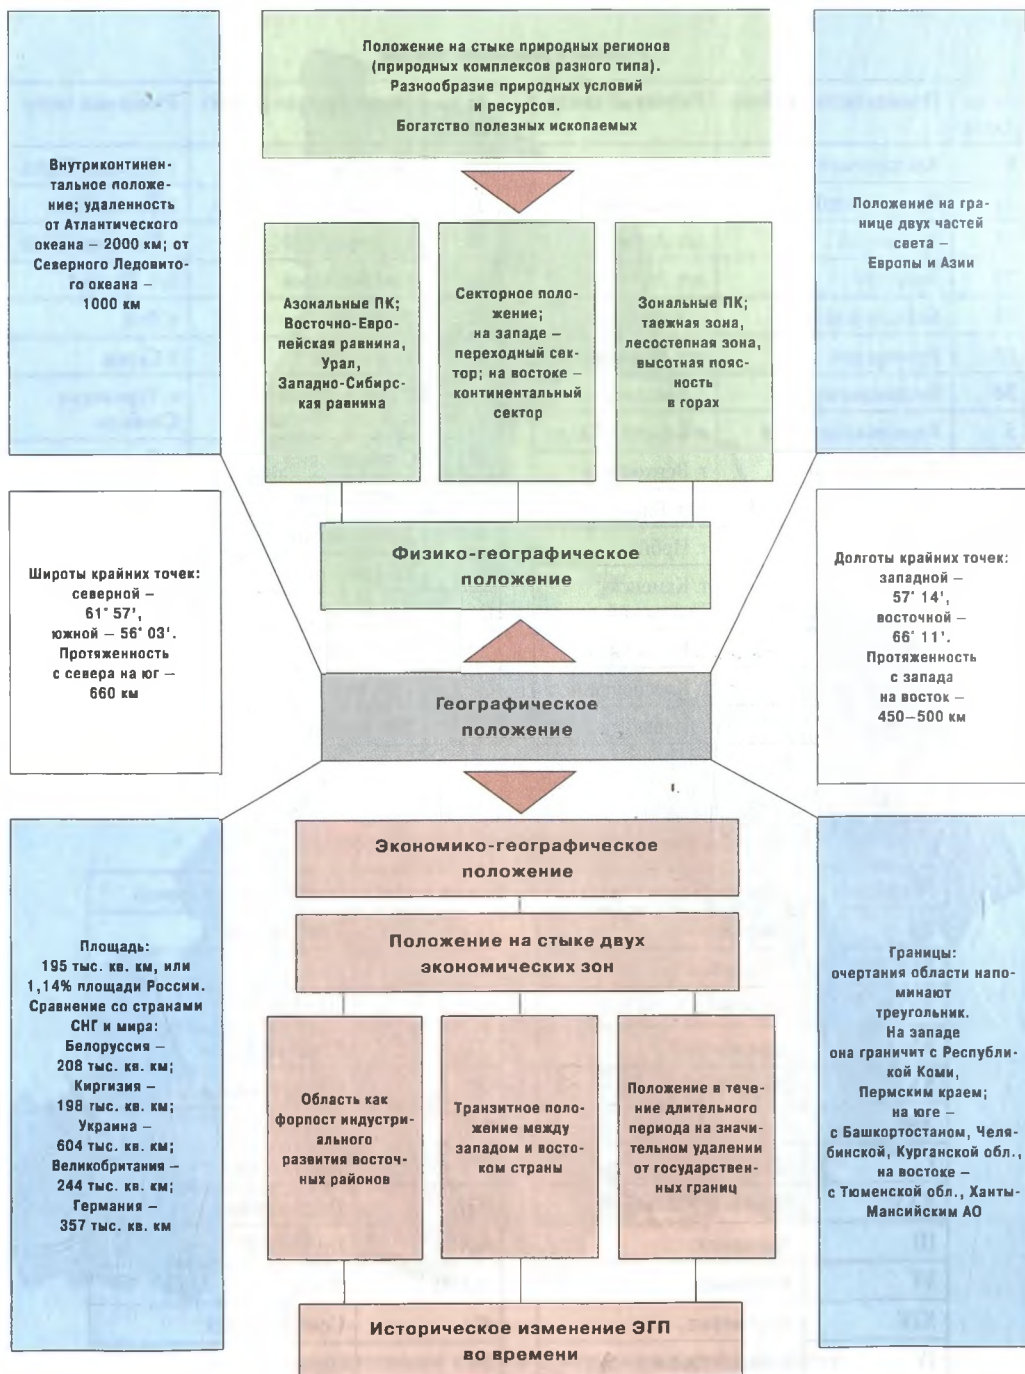 Положение на стыке природных регионов
(природных комплексов разного типа).
Разнообразие природных условий
и ресурсов.
Богатство полезных ископаемых
Внутриконтинен-
тальное положе-
ние; удаленность
от Атлантического
океана – 2000 км; от
Северного Ледовито-
го океана –
1000 км
Положение на гра-
нице двух частей
света –
Европы и Азии
Азональные ПК;
Восточно-Евро-
пейская равнина,
Урал,
Западно-Сибирс-
кая равнина
Секторное поло-
жение;
на западе –
переходный сек-
тор; на востоке –
континентальный
сектор
Зональные ПК;
таежная зона,
лесостепная зона,
высотная пояс-
ность
в горах
Физико-географическое
положение
Широты крайних точек:
северной –
61° 57',
южной – 56° 03'.
Протяженность
с севера на юг –
660 км
Долготы крайних точек:
западной –
57° 14',
восточной –
66° 11'.
Протяженность
с запада
на восток –
450–500 км
Географическое
положение
Экономико-географическое
положение
Положение на стыке двух
экономических зон
Площадь:
195 тыс. кв. км, или
1,14% площади России.
Сравнение со странами
СНГ и мира:
Белоруссия –
208 тыс. кв. км;
Киргизия –
198 тыс. кв. км;
Украина –
604 тыс. кв. км;
Великобритания –
244 тыс. кв. км;
Германия –
357 тыс. кв. км
Область как
форпост индустри-
ального
развития восточ-
ных районов
Транзитное поло-
жение между
западом и восто-
ком страны
Положение в тече-
ние длительного
периода на значи-
тельном удалении
от государствен-
ных границ
Границы:
очертания области напо-
минают
треугольник.
На западе
она граничит с Республи-
кой Коми,
Пермским краем;
на юге –
с Башкортостаном, Челя-
бинской, Курганской обл.,
на востоке –
с Тюменской обл., Ханты-
Мансийским АО
Историческое изменение ЭГП
во времени